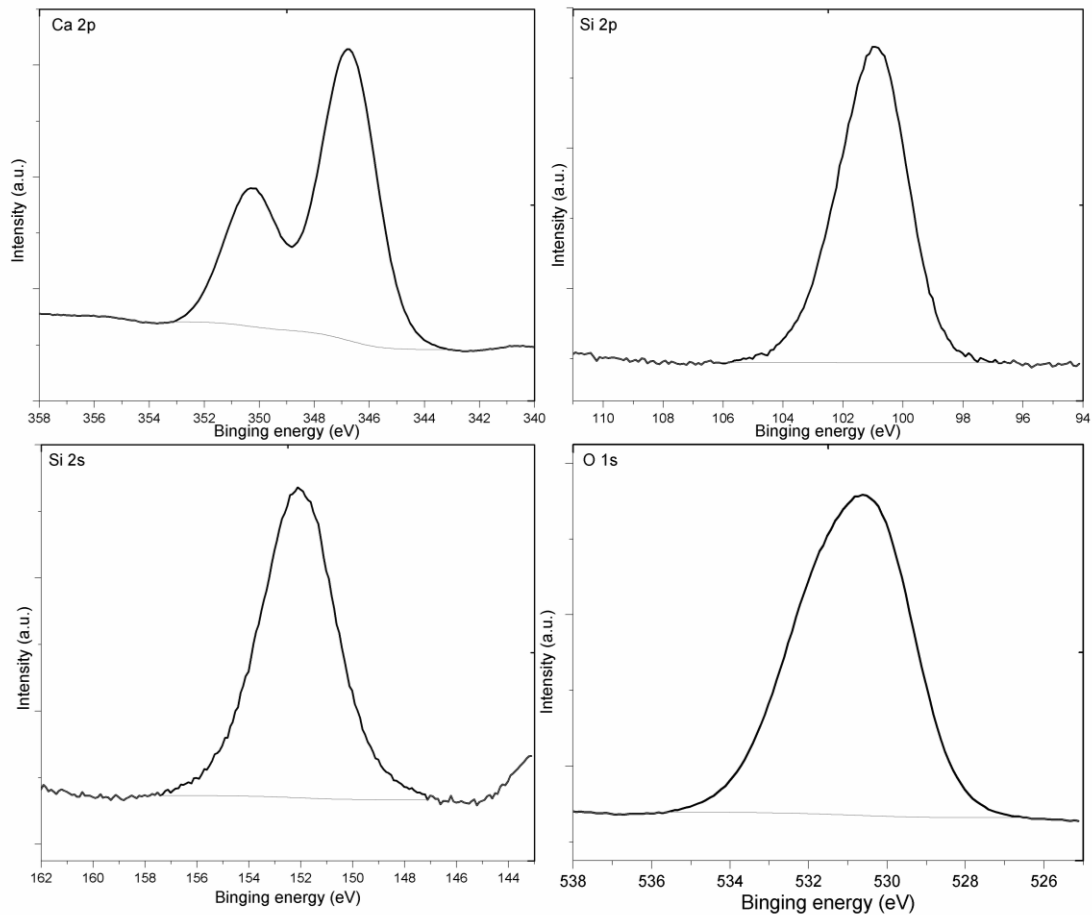 Ca 2p
Intensity (a.u.)
358 356 354 352 350 348 346 344 342 340
Binging energy (eV)
Si 2p
Intensity (a.u.)
110 108 106 104 102 100 98 96 94
Binging energy (eV)
Si 2s
Intensity (a.u.)
162 160 158 156 154 152 150 148 146 144
Binging energy (eV)
O 1s
Intensity (a.u.)
538 536 534 532 530 528 526
Binging energy (eV)